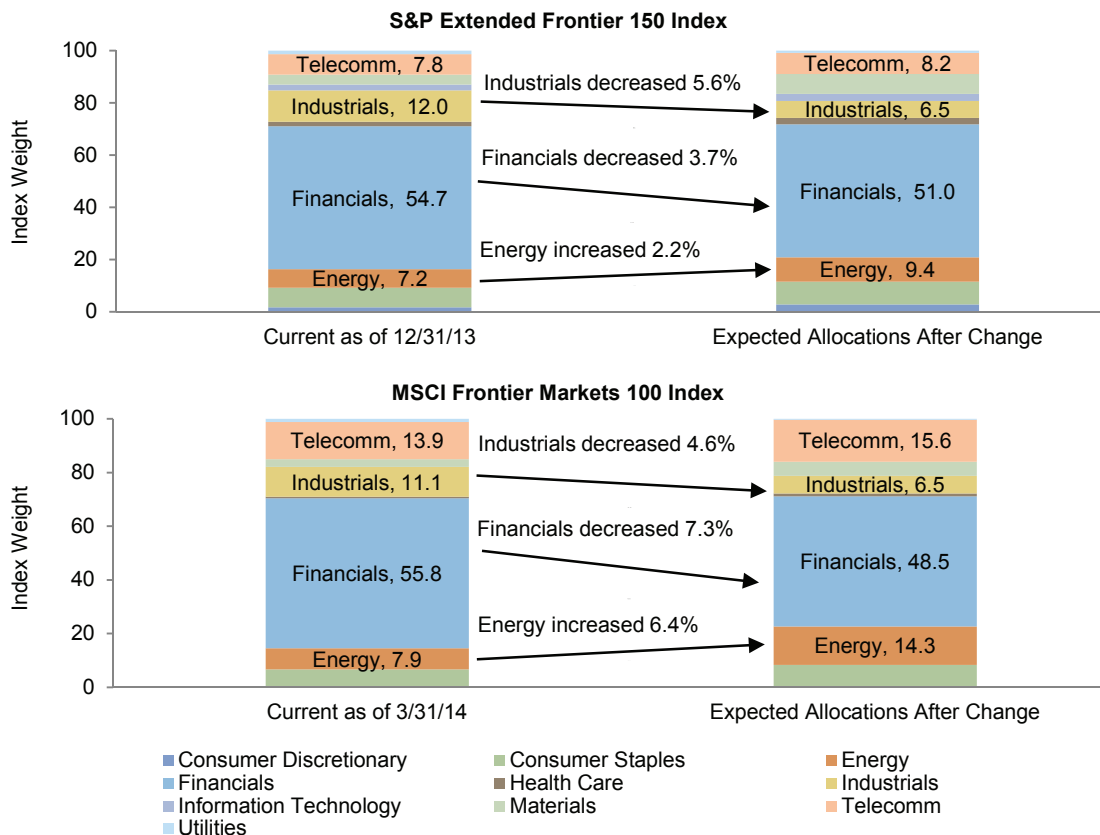 S&P Extended Frontier 150 Index
Index Weight
100
80
60
40
20
0
Telecomm, 7.8
Industrials, 12.0
Financials, 54.7
Energy, 7.2
Industrials decreased 5.6%
Financials decreased 3.7%
Energy increased 2.2%
Telecomm, 8.2
Industrials, 6.5
Financials, 51.0
Energy, 9.4
Current as of 12/31/13
Expected Allocations After Change
MSCI Frontier Markets 100 Index
Index Weight
100
80
60
40
20
0
Telecomm, 13.9
Industrials, 11.1
Financials, 55.8
Energy, 7.9
Industrials decreased 4.6%
Financials decreased 7.3%
Energy increased 6.4%
Telecomm, 15.6
Industrials, 6.5
Financials, 48.5
Energy, 14.3
Current as of 3/31/14
Expected Allocations After Change
Consumer Discretionary
Consumer Staples
Energy
Financials
Health Care
Industrials
Information Technology
Materials
Telecomm
Utilities